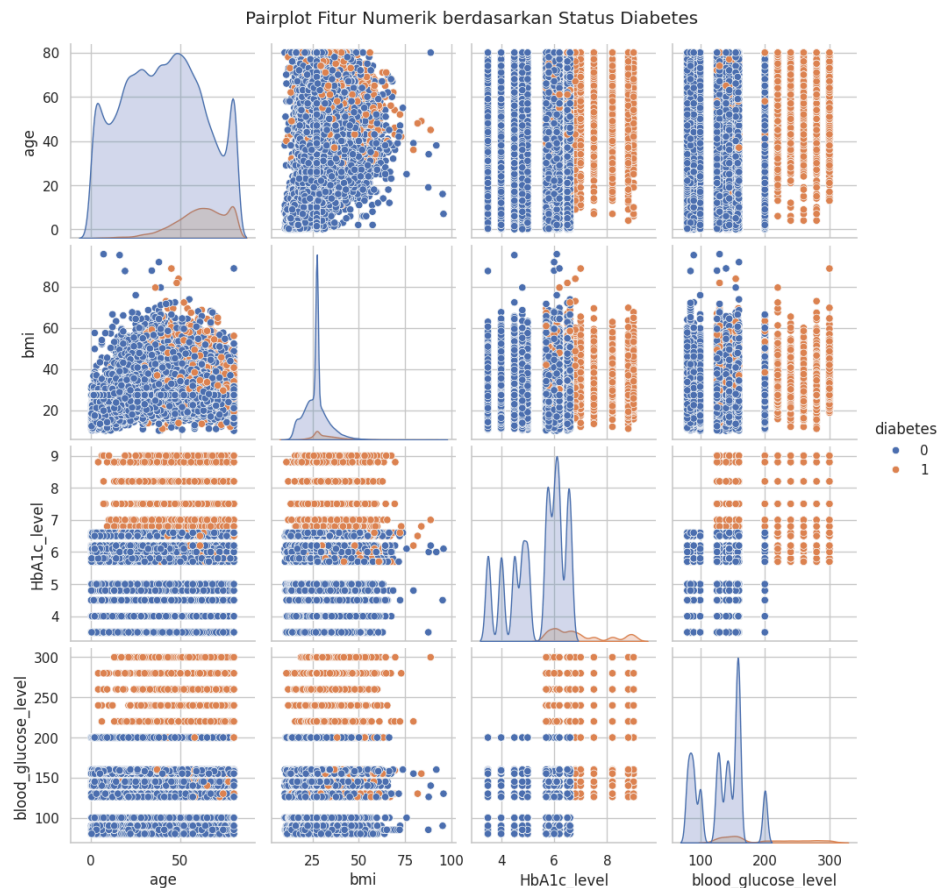 Pairplot Fitur Numerik berdasarkan Status Diabetes
80
60
40
20
0
age
80
60
40
20
bmi
diabetes
0
1
9
8
7
6
5
4
HbA1c_level
300
250
200
150
100
blood_glucose_level
0 50
age
25 50 75 100
bmi
4 6 8
HbA1c_level
100 200 300
blood_glucose_level